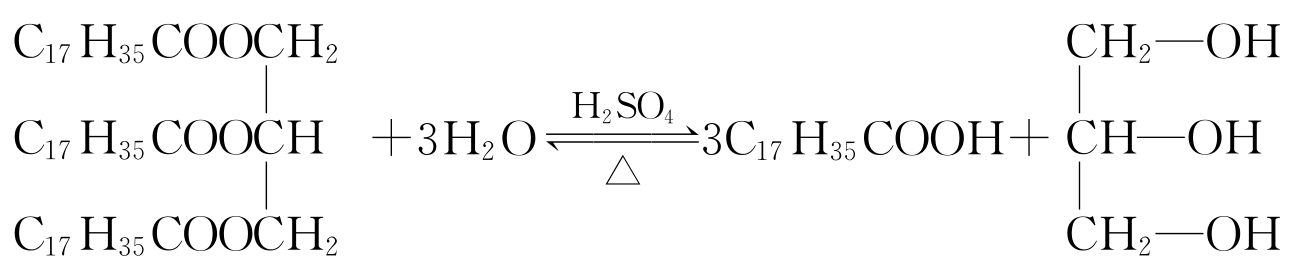 C₁₇H₃₅COOCH₂ CH₂—OH
H₂SO₄
C₁₇H₃₅COOCH +3H₂O ⇌ 3C₁₇H₃₅COOH+ CH—OH
△
C₁₇H₃₅COOCH₂ CH₂—OH